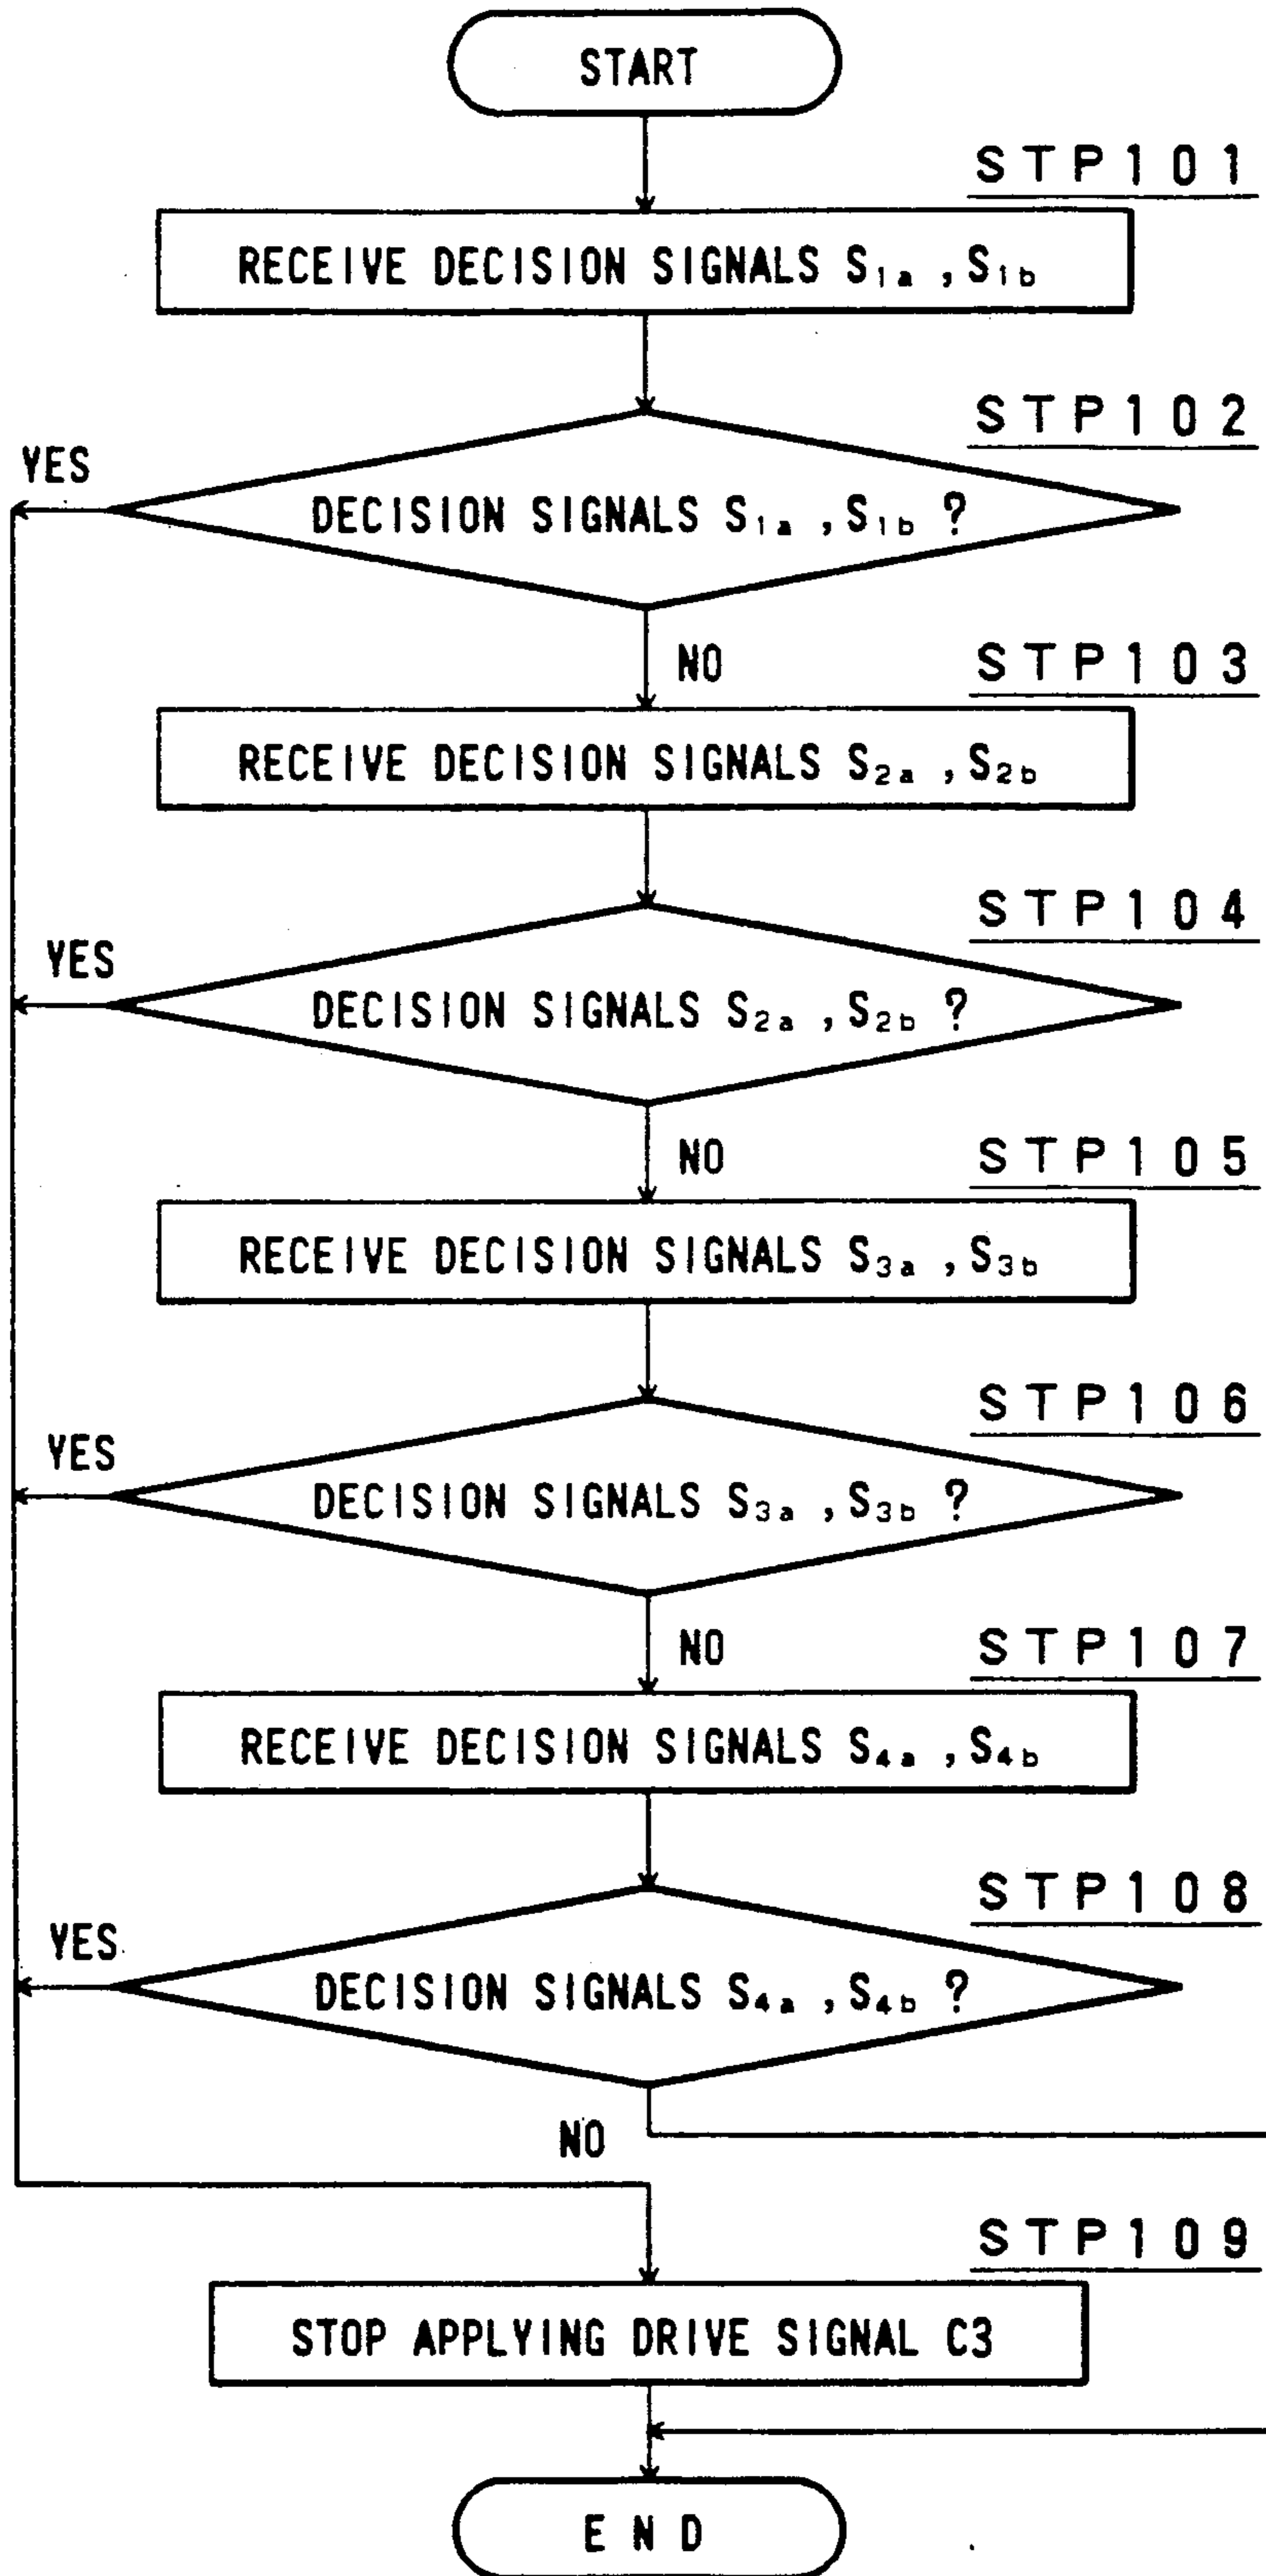 START
STP101
RECEIVE DECISION SIGNALS S1a , S1b
STP102
YES
DECISION SIGNALS S1a , S1b ?
NO
STP103
RECEIVE DECISION SIGNALS S2a , S2b
STP104
YES
DECISION SIGNALS S2a , S2b ?
NO
STP105
RECEIVE DECISION SIGNALS S3a , S3b
STP106
YES
DECISION SIGNALS S3a , S3b ?
NO
STP107
RECEIVE DECISION SIGNALS S4a , S4b
STP108
YES
DECISION SIGNALS S4a , S4b ?
NO
STP109
STOP APPLYING DRIVE SIGNAL C3
END